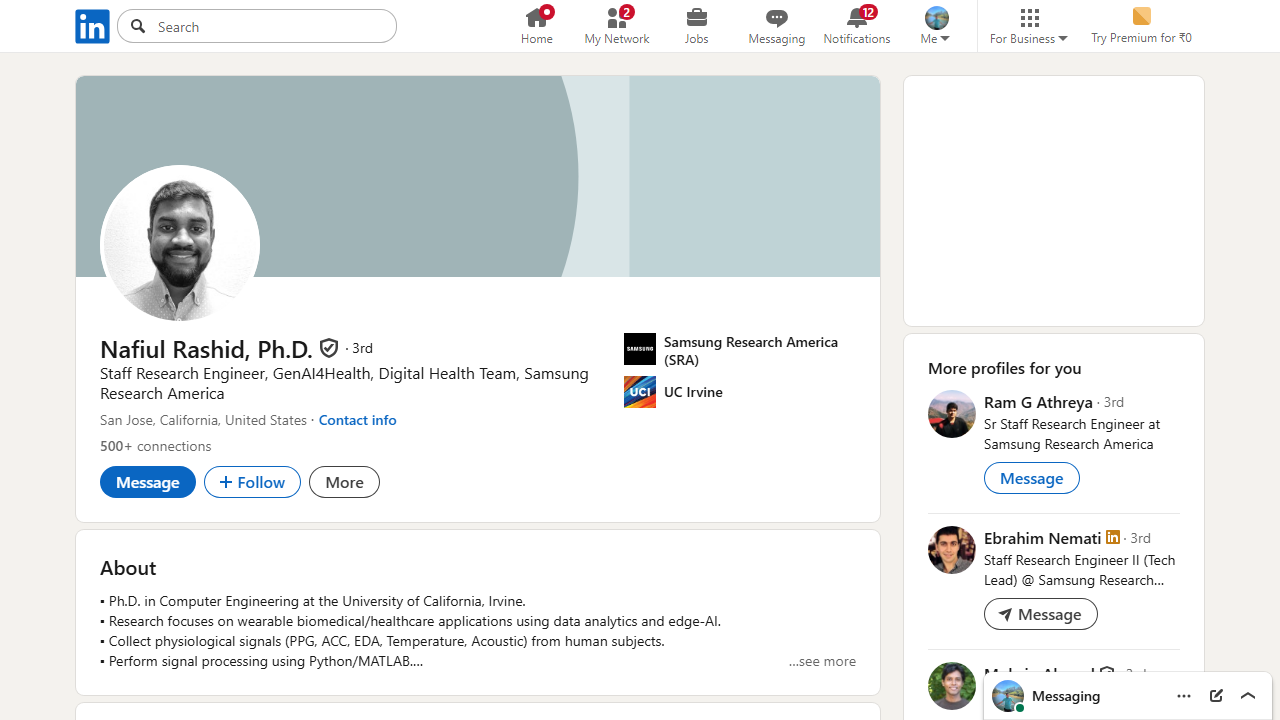 in
Search
Home
2
My Network
Jobs
Messaging
12
Notifications
Me
For Business
Try Premium for ₹0
Nafiul Rashid, Ph.D. · 3rd
Staff Research Engineer, GenAI4Health, Digital Health Team, Samsung
Research America
San Jose, California, United States · Contact info
500+ connections
Message
Follow
More
SAMSUNG
Samsung Research America
(SRA)
UCI
UC Irvine
About
▪ Ph.D. in Computer Engineering at the University of California, Irvine.
▪ Research focuses on wearable biomedical/healthcare applications using data analytics and edge-AI.
▪ Collect physiological signals (PPG, ACC, EDA, Temperature, Acoustic) from human subjects.
▪ Perform signal processing using Python/MATLAB.…
…see more
More profiles for you
Ram G Athreya · 3rd
Sr Staff Research Engineer at
Samsung Research America
Message
Ebrahim Nemati in · 3rd
Staff Research Engineer II (Tech
Lead) @ Samsung Research...
Message
Messaging